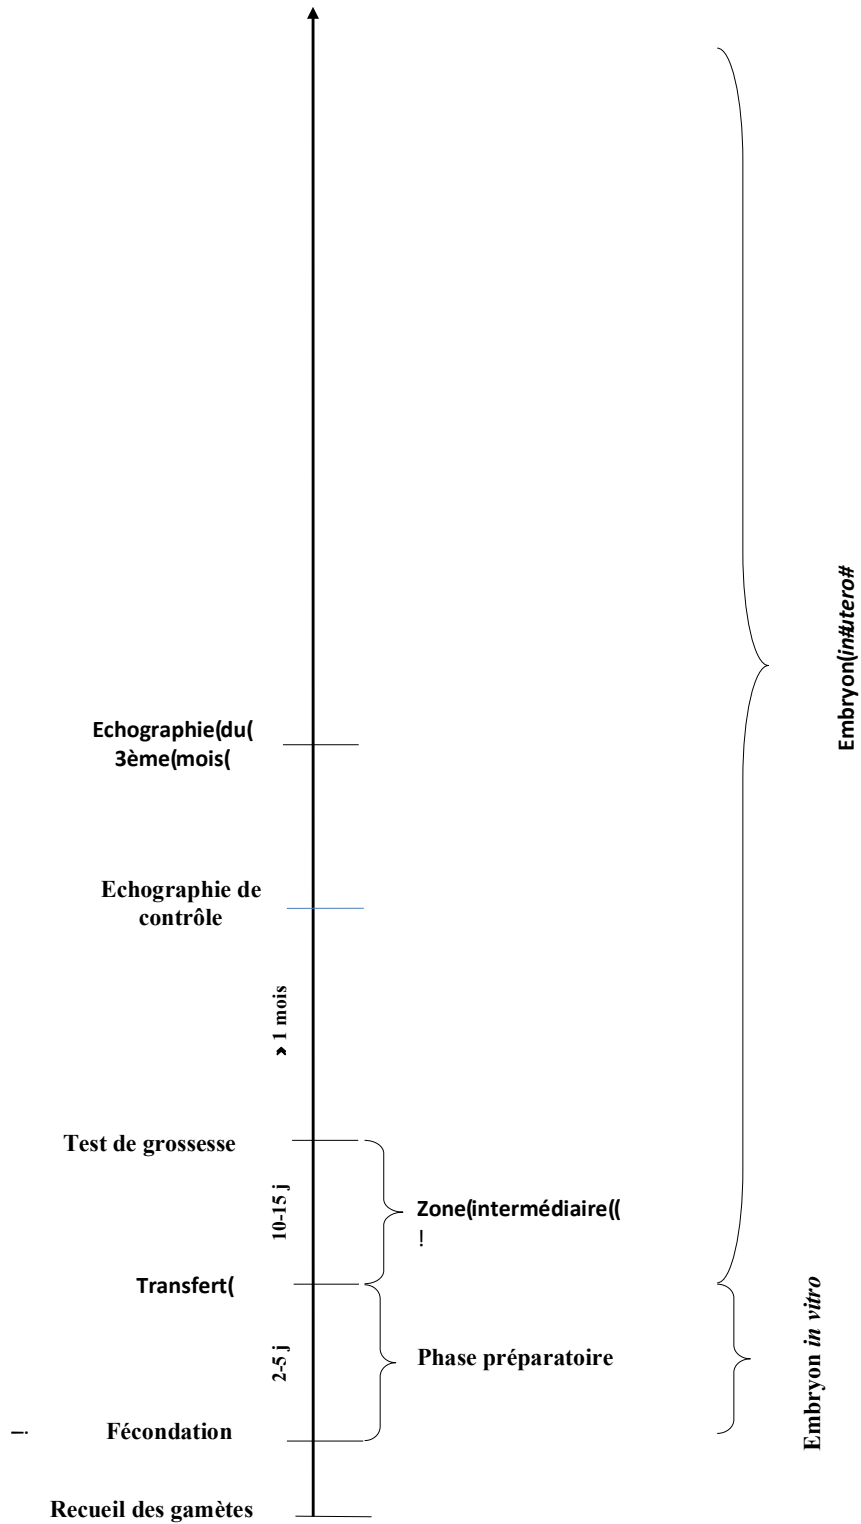 Echographie(du(
3ème(mois(
Echographie de
contrôle
» 1 mois
Test de grossesse
10-15 j
Zone(intermédiaire((
!
Transfert(
2-5 j
Phase préparatoire
Fécondation
Recueil des gamètes
Embryon(in#utero#
Embryon in vitro
¡